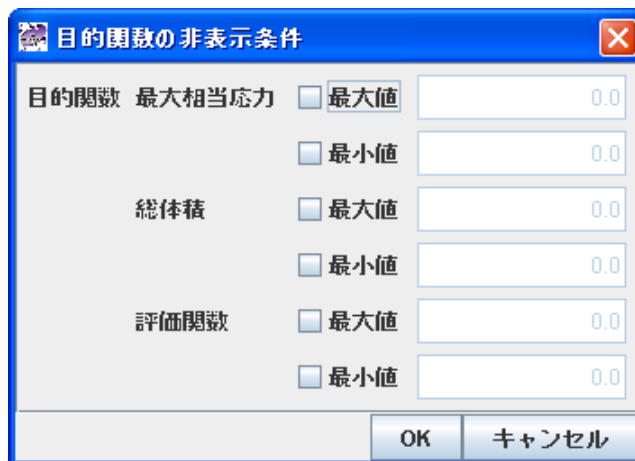 目的関数の非表示条件
目的関数 最大相当応力 最大値 0.0
最小値 0.0
総体積 最大値 0.0
最小値 0.0
評価関数 最大値 0.0
最小値 0.0
OK キャンセル